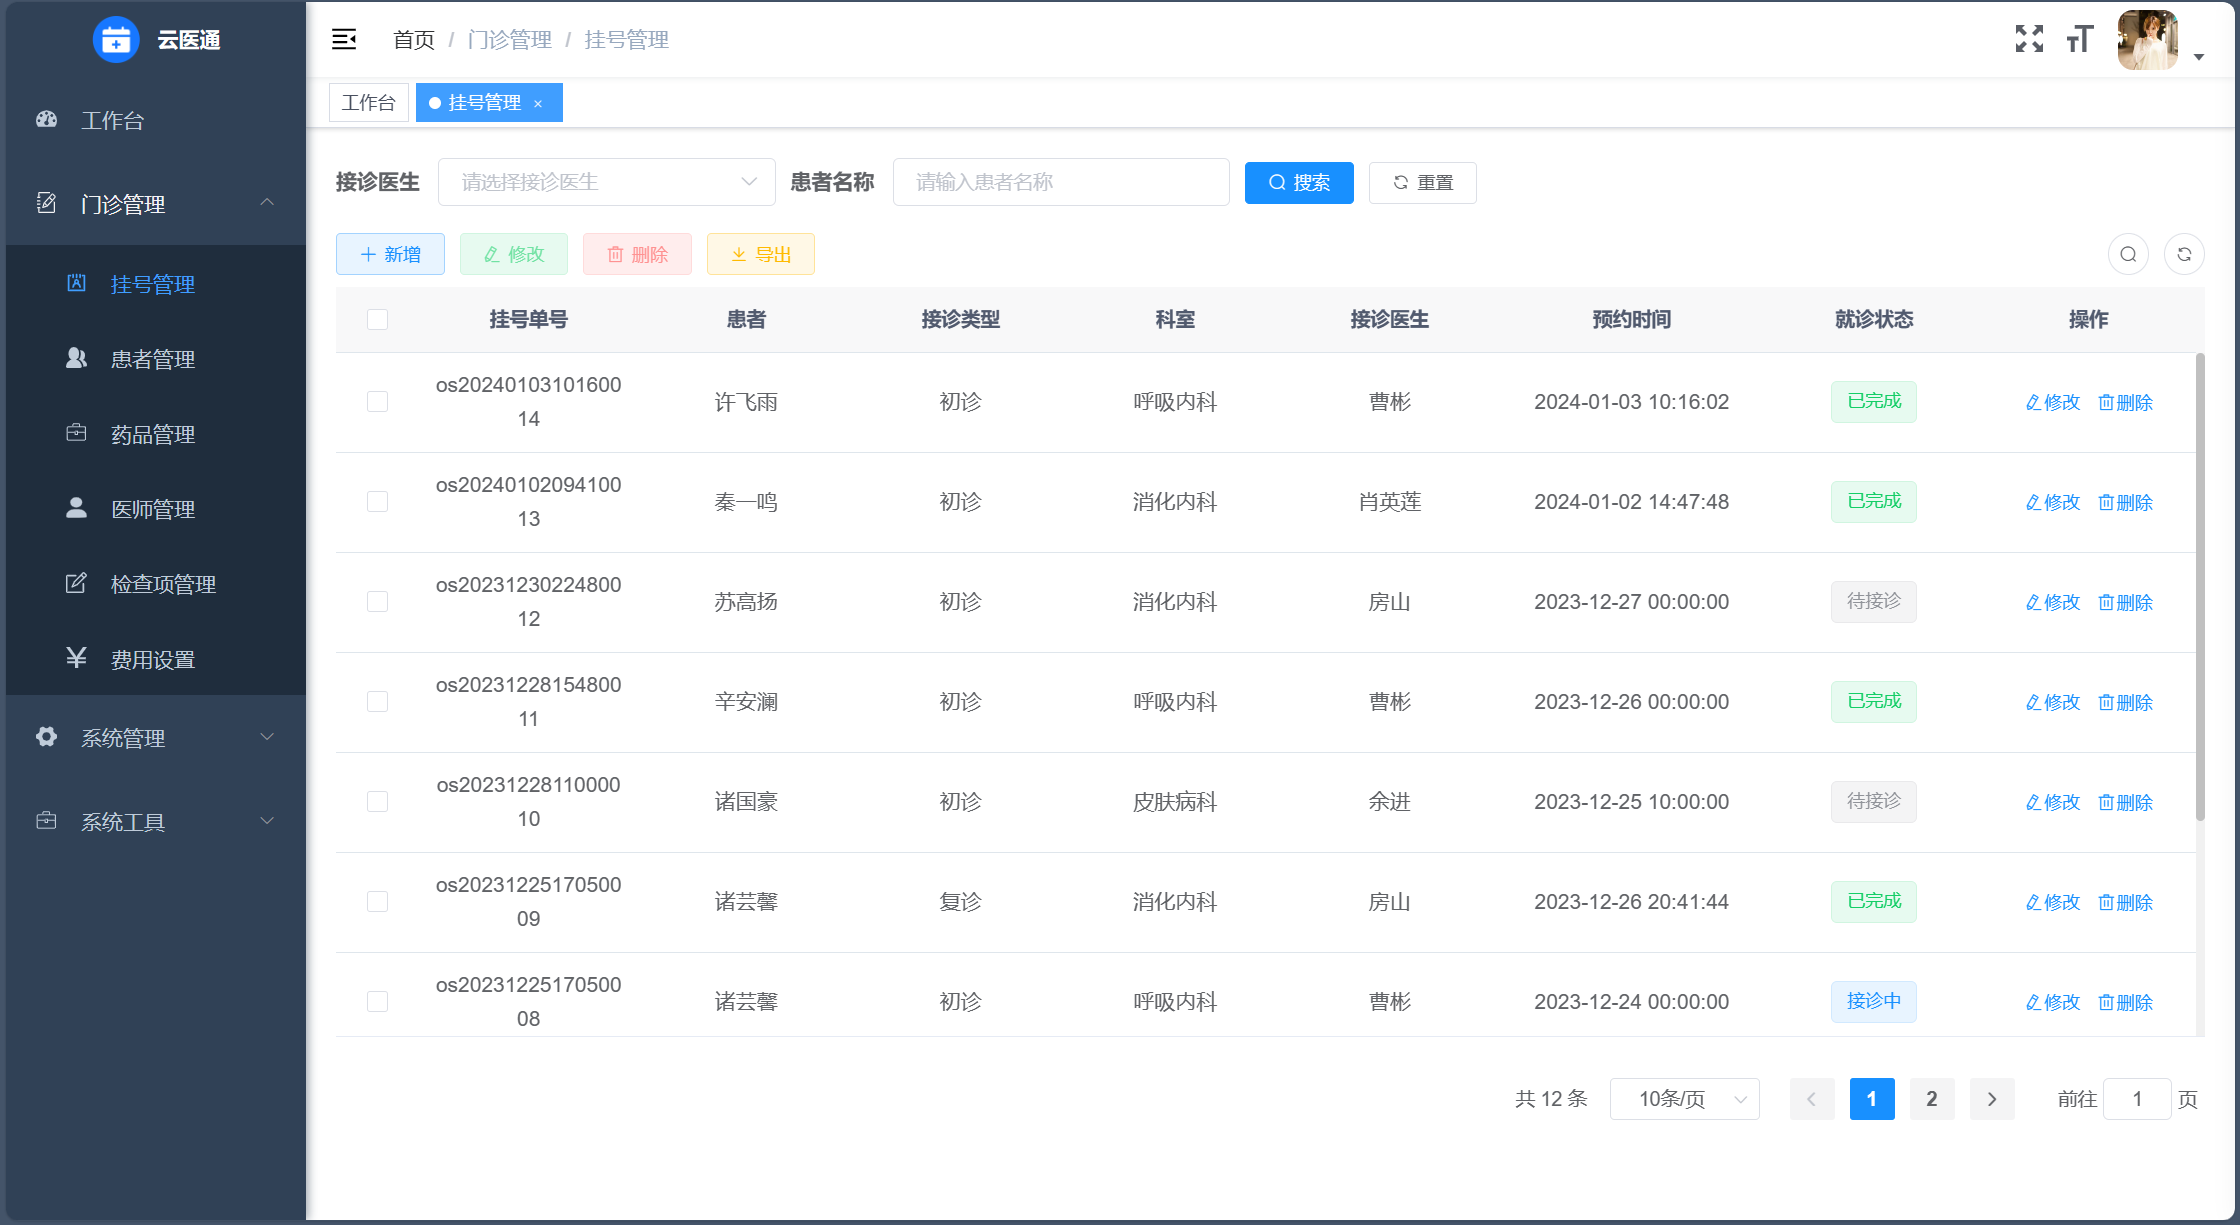 云医通
首页 / 门诊管理 / 挂号管理
工作台
挂号管理 ×
工作台
门诊管理
挂号管理
患者管理
药品管理
医师管理
检查项管理
费用设置
系统管理
系统工具
接诊医生 请选择接诊医生 患者名称 请输入患者名称 搜索 重置
新增 修改 删除 导出
挂号单号 患者 接诊类型 科室 接诊医生 预约时间 就诊状态 操作
os20240103101600
14 许飞雨 初诊 呼吸内科 曹彬 2024-01-03 10:16:02 已完成 修改 删除
os20240102094100
13 秦一鸣 初诊 消化内科 肖英莲 2024-01-02 14:47:48 已完成 修改 删除
os20231230224800
12 苏高扬 初诊 消化内科 房山 2023-12-27 00:00:00 待接诊 修改 删除
os20231228154800
11 辛安澜 初诊 呼吸内科 曹彬 2023-12-26 00:00:00 已完成 修改 删除
os20231228110000
10 诸国豪 初诊 皮肤病科 余进 2023-12-25 10:00:00 待接诊 修改 删除
os20231225170500
09 诸芸馨 复诊 消化内科 房山 2023-12-26 20:41:44 已完成 修改 删除
os20231225170500
08 诸芸馨 初诊 呼吸内科 曹彬 2023-12-24 00:00:00 接诊中 修改 删除
共 12 条 10条/页 1 2 前往 1 页